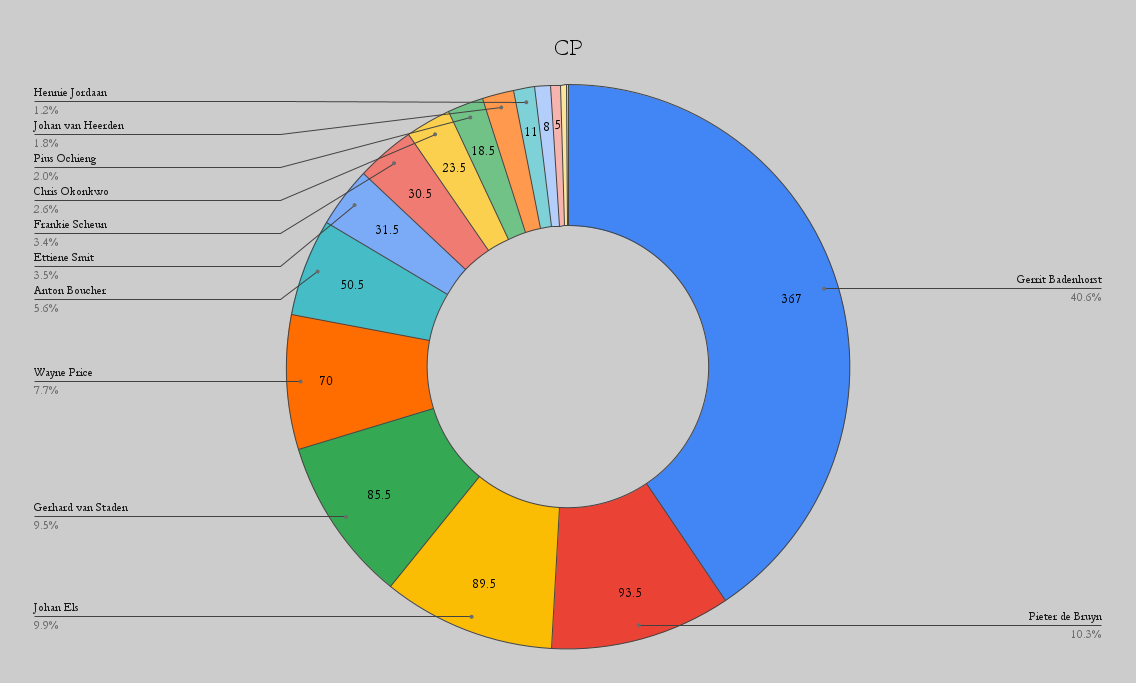 CP
Hennie Jordaan
1.2%
Johan van Heerden
1.8%
Pius Ochieng
2.0%
Chris Okonkwo
2.6%
Frankie Scheun
3.4%
Ettiene Smit
3.5%
Anton Boucher
5.6%
Wayne Price
7.7%
Gerhard van Staden
9.5%
Johan Els
9.9%
Gerrit Badenhorst
40.6%
Pieter de Bruyn
10.3%
367
93.5
89.5
85.5
70
50.5
31.5
30.5
23.5
18.5
11
8
5